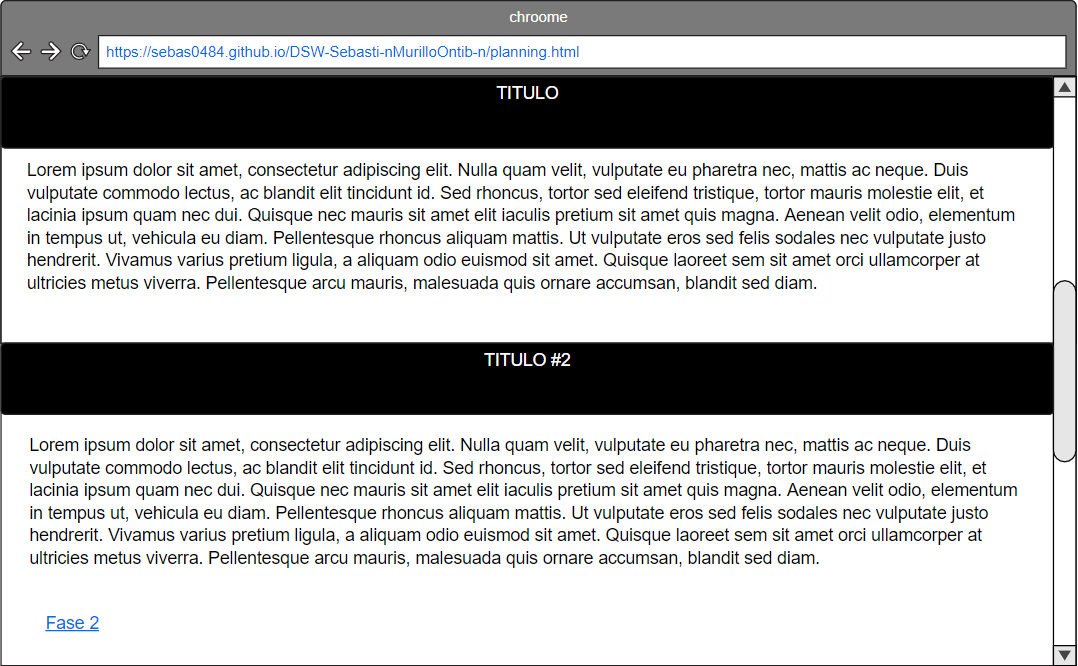 chroome
https://sebas0484.github.io/DSW-Sebasti-nMurilloOntib-n/planning.html
TITULO
Lorem ipsum dolor sit amet, consectetur adipiscing elit. Nulla quam velit, vulputate eu pharetra nec, mattis ac neque. Duis
vulputate commodo lectus, ac blandit elit tincidunt id. Sed rhoncus, tortor sed eleifend tristique, tortor mauris molestie elit, et
lacinia ipsum quam nec dui. Quisque nec mauris sit amet elit iaculis pretium sit amet quis magna. Aenean velit odio, elementum
in tempus ut, vehicula eu diam. Pellentesque rhoncus aliquam mattis. Ut vulputate eros sed felis sodales nec vulputate justo
hendrerit. Vivamus varius pretium ligula, a aliquam odio euismod sit amet. Quisque laoreet sem sit amet orci ullamcorper at
ultricies metus viverra. Pellentesque arcu mauris, malesuada quis ornare accumsan, blandit sed diam.
TITULO #2
Lorem ipsum dolor sit amet, consectetur adipiscing elit. Nulla quam velit, vulputate eu pharetra nec, mattis ac neque. Duis
vulputate commodo lectus, ac blandit elit tincidunt id. Sed rhoncus, tortor sed eleifend tristique, tortor mauris molestie elit, et
lacinia ipsum quam nec dui. Quisque nec mauris sit amet elit iaculis pretium sit amet quis magna. Aenean velit odio, elementum
in tempus ut, vehicula eu diam. Pellentesque rhoncus aliquam mattis. Ut vulputate eros sed felis sodales nec vulputate justo
hendrerit. Vivamus varius pretium ligula, a aliquam odio euismod sit amet. Quisque laoreet sem sit amet orci ullamcorper at
ultricies metus viverra. Pellentesque arcu mauris, malesuada quis ornare accumsan, blandit sed diam.
Fase 2